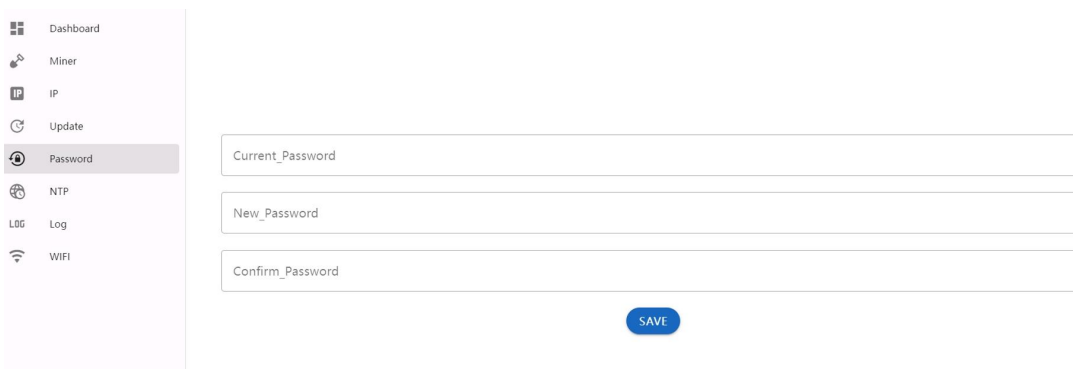 Dashboard
Miner
IP IP
Update
Password
NTP
LOG Log
WIFI
Current_Password
New_Password
Confirm_Password
SAVE